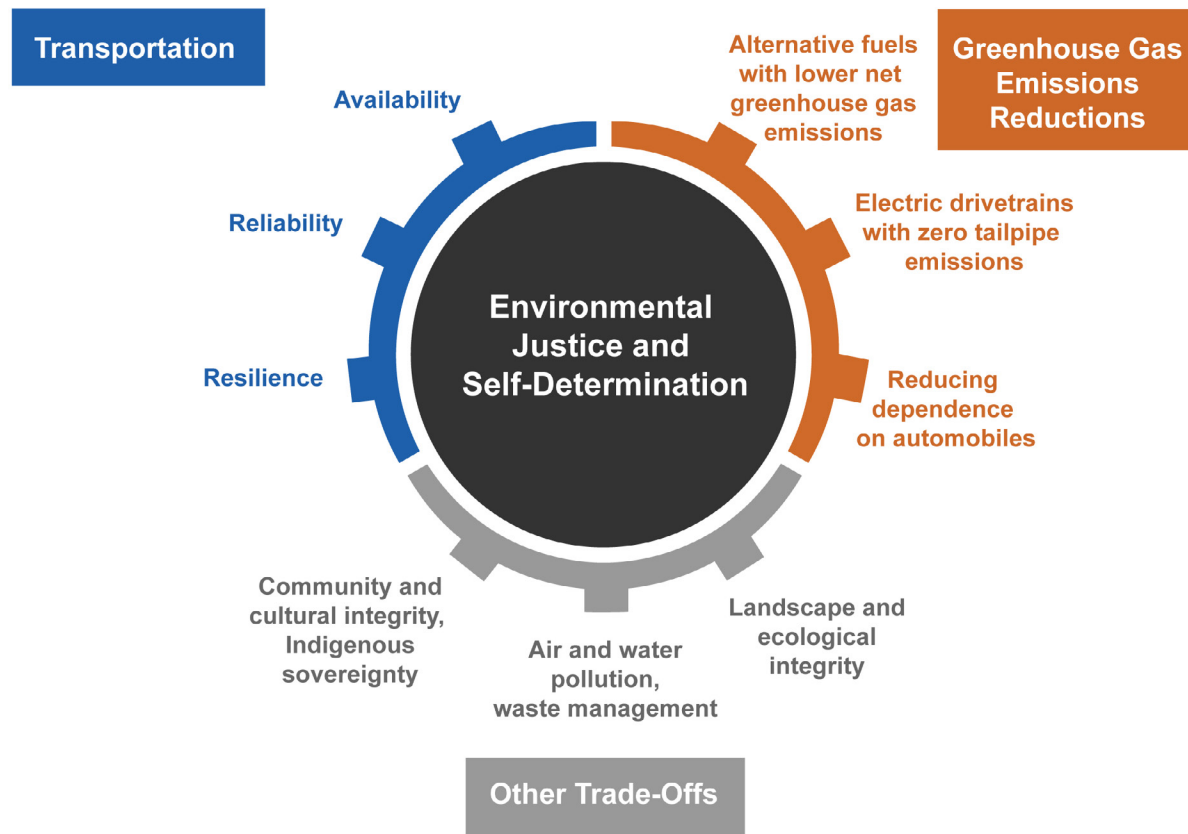 Transportation
Availability
Reliability
Resilience
Alternative fuels
with lower net
greenhouse gas
emissions
Greenhouse Gas
Emissions
Reductions
Electric drivetrains
with zero tailpipe
emissions
Reducing
dependence
on automobiles
Environmental
Justice and
Self-Determination
Community and
cultural integrity,
Indigenous
sovereignty
Air and water
pollution,
waste management
Landscape and
ecological
integrity
Other Trade-Offs